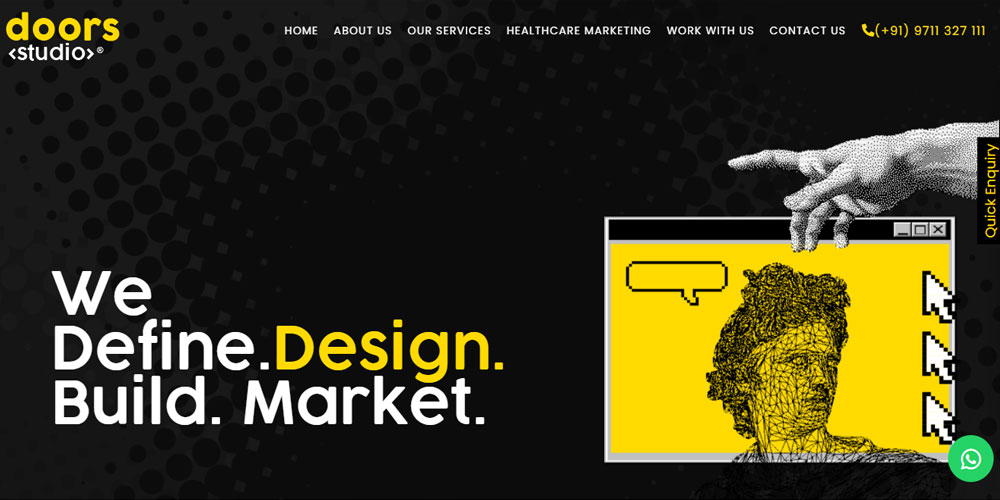 doors
<studio>®
HOME ABOUT US OUR SERVICES HEALTHCARE MARKETING WORK WITH US CONTACT US (+91) 9711 327 111
Quick Enquiry
We
Define.Design.
Build. Market.